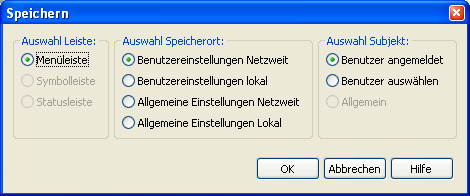 Speichern
Auswahl Leiste:
Menüleiste
Symbolleiste
Statusleiste
Auswahl Speicherort:
Benutzereinstellungen Netzweit
Benutzereinstellungen lokal
Allgemeine Einstellungen Netzweit
Allgemeine Einstellungen Lokal
Auswahl Subjekt:
Benutzer angemeldet
Benutzer auswählen
Allgemein
OK
Abbrechen
Hilfe